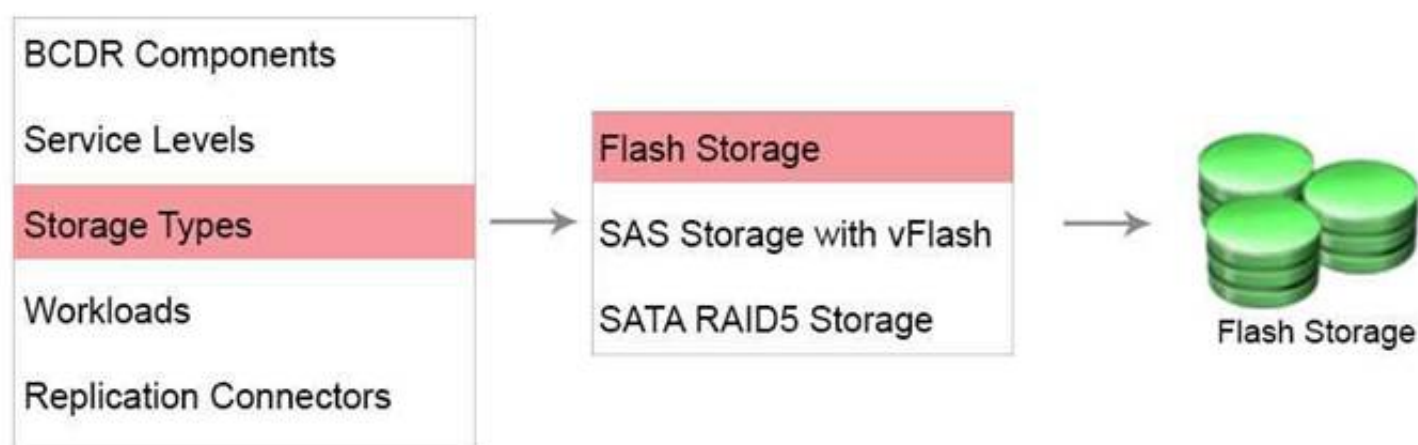 BCDR Components
Service Levels
Storage Types
Workloads
Replication Connectors
Flash Storage
SAS Storage with vFlash
SATA RAID5 Storage
Flash Storage